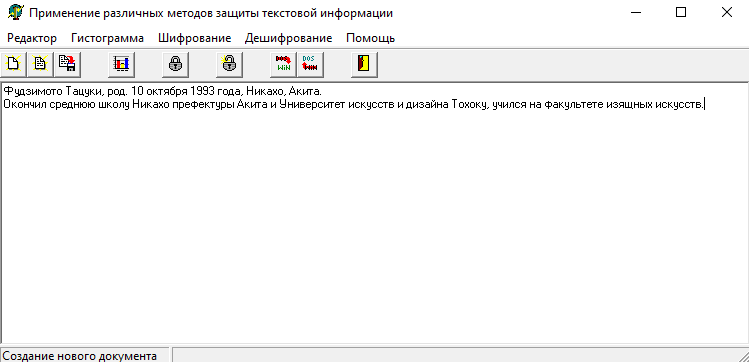 Применение различных методов защиты текстовой информации
Редактор Гистограмма Шифрование Дешифрование Помощь
WIN DOS
Фудзимото Тацуки, род. 10 октября 1993 года, Никахо, Акита.
Окончил среднюю школу Никахо префектуры Акита и Университет искусств и дизайна Тохоку, учился на факультете изящных искусств.
Создание нового документа